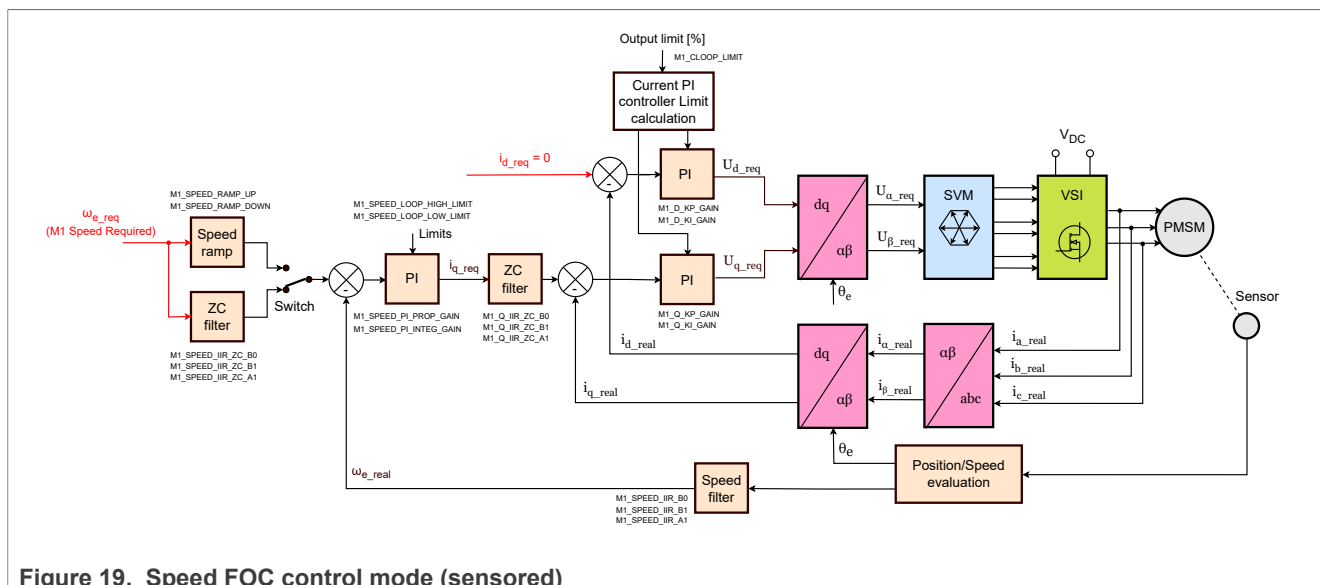 Output limit [%]
M1_CLOOP_LIMIT
Current PI
controller Limit
calculation
V_DC
i_d_req = 0
PI
U_d_req
M1_D_KP_GAIN
M1_D_KI_GAIN
dq
αβ
U_α_req
U_β_req
SVM
VSI
PMSM
M1_SPEED_RAMP_UP
M1_SPEED_RAMP_DOWN
ω_e_req
(M1 Speed Required)
Speed
ramp
ZC
filter
Switch
M1_SPEED_IIR_ZC_B0
M1_SPEED_IIR_ZC_B1
M1_SPEED_IIR_ZC_A1
M1_SPEED_LOOP_HIGH_LIMIT
M1_SPEED_LOOP_LOW_LIMIT
Limits
PI
i_q_req
M1_SPEED_PI_PROP_GAIN
M1_SPEED_PI_INTEG_GAIN
ZC
filter
M1_Q_IIR_ZC_B0
M1_Q_IIR_ZC_B1
M1_Q_IIR_ZC_A1
PI
U_q_req
M1_Q_KP_GAIN
M1_Q_KI_GAIN
θ_e
Sensor
i_d_real
i_q_real
dq
αβ
i_α_real
i_β_real
αβ
abc
i_a_real
i_b_real
i_c_real
θ_e
Position/Speed
evaluation
ω_e_real
Speed
filter
M1_SPEED_IIR_B0
M1_SPEED_IIR_B1
M1_SPEED_IIR_A1
Figure 19. Speed FOC control mode (sensored)